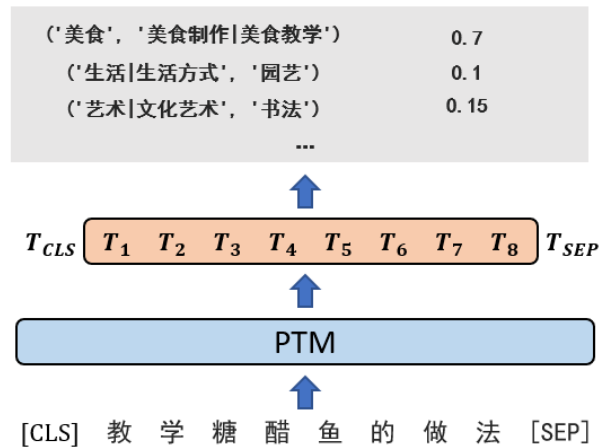 ('美食', '美食制作|美食教学') 0.7
('生活|生活方式', '园艺') 0.1
('艺术|文化艺术', '书法') 0.15
...
T_CLS T_1 T_2 T_3 T_4 T_5 T_6 T_7 T_8 T_SEP
PTM
[CLS] 教 学 糖 醋 鱼 的 做 法 [SEP]